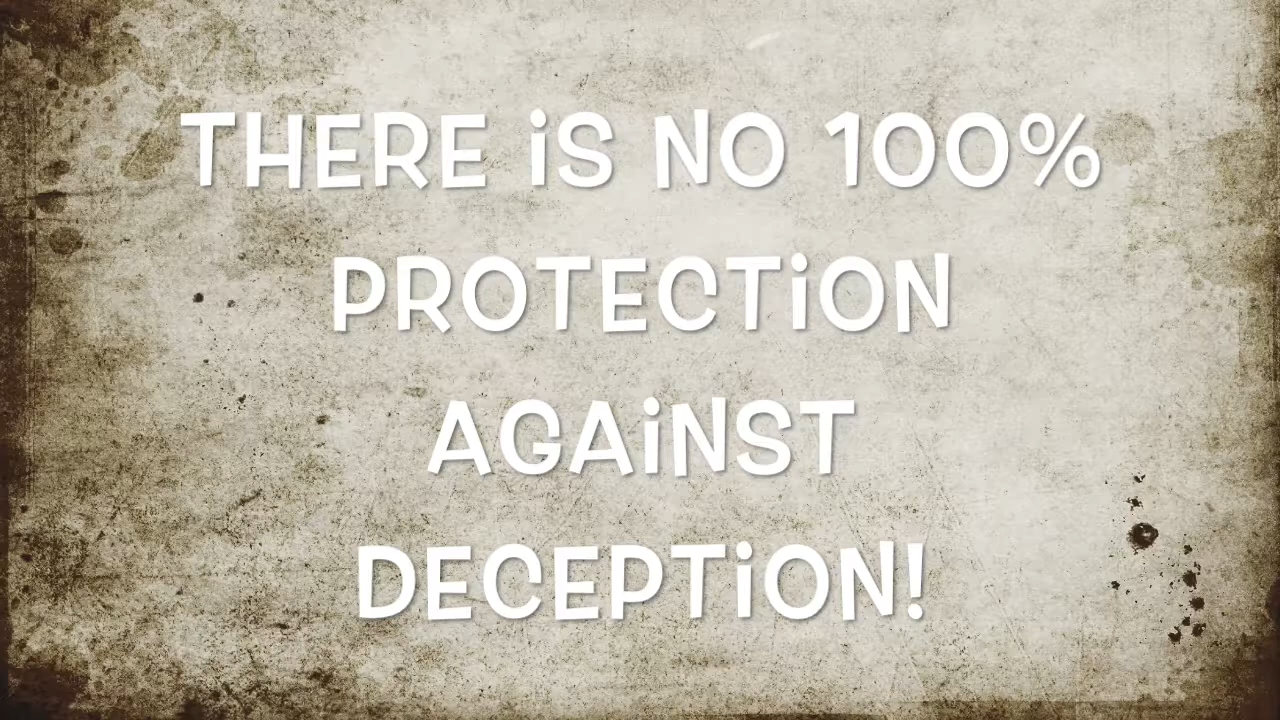 THERE iS NO 100%
PROTECTiON
AGAiNST
DECEPTiON!